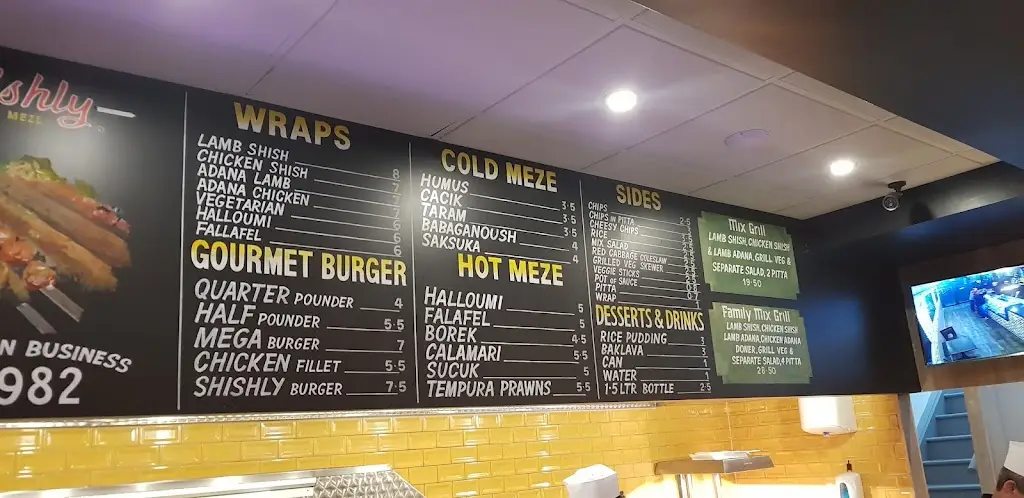 shly
MEZE
N BUSINESS
982
WRAPS
LAMB SHISH 8
CHICKEN SHISH 7
ADANA LAMB 7
ADANA CHICKEN
VEGETARIAN
HALLOUMI 6
FALLAFEL 6
GOURMET BURGER
QUARTER POUNDER 4
HALF POUNDER 5·5
MEGA BURGER 7
CHICKEN FILLET 5·5
SHISHLY BURGER 7·5
COLD MEZE
HUMUS 3·5
CACIK 3·5
TARAM 3·5
BABAGANOUSH 4
SAKSUKA 4
HOT MEZE
HALLOUMI 5
FALAFEL 5
BOREK 4·5
CALAMARI 5·5
SUCUK 5
TEMPURA PRAWNS 5·5
SIDES
CHIPS 2·5
CHIPS IN PITTA
CHEESY CHIPS
RICE
MIX SALAD
RED CABBAGE COLESLAW
GRILLED VEG SKEWER
VEGGIE STICKS
POT OF SAUCE
PITTA
WRAP
DESSERTS & DRINKS
RICE PUDDING 3
BAKLAVA 3
CAN 1
WATER 1
1·5 LTR BOTTLE 2·5
Mix Grill
LAMB SHISH, CHICKEN SHISH
& LAMB ADANA, GRILL VEG &
SEPARATE SALAD, 2 PITTA
19·50
Family Mix Grill
LAMB SHISH, CHICKEN SHISH
LAMB ADANA, CHICKEN ADANA
DONER, GRILL VEG &
SEPARATE SALAD, 4 PITTA
28·50